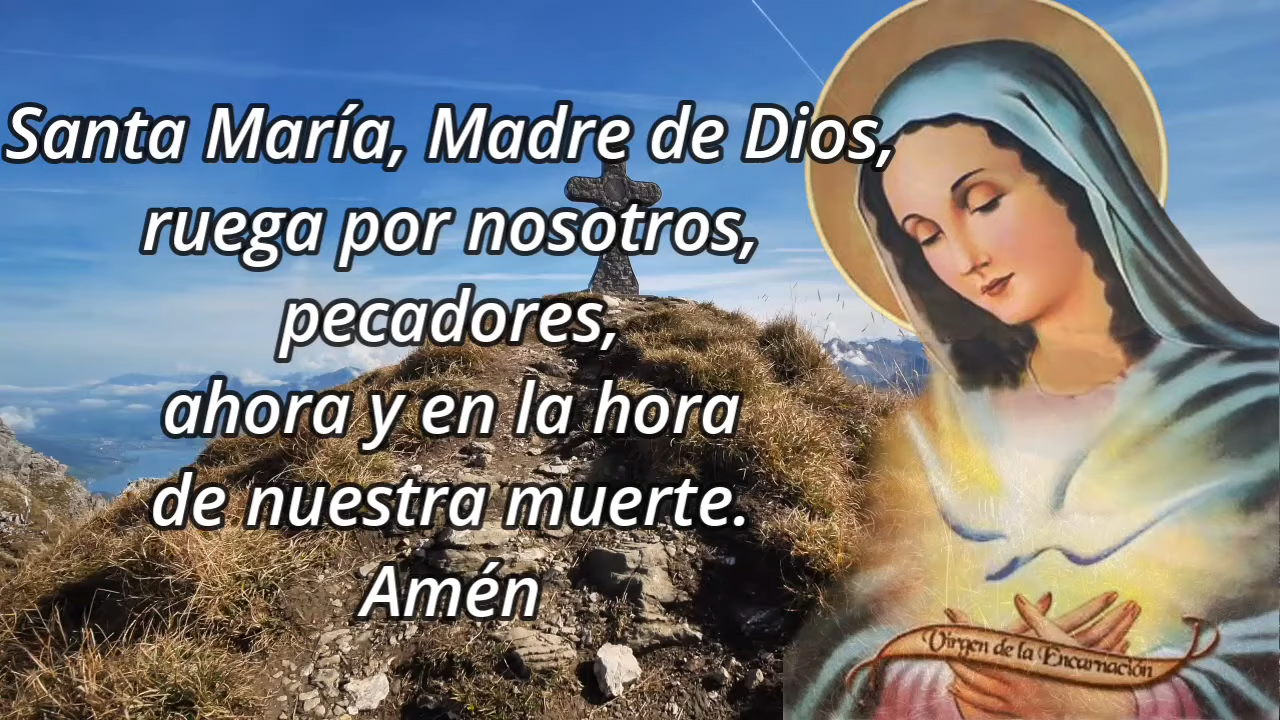 Santa María, Madre de Dios,
ruega por nosotros,
pecadores,
ahora y en la hora
de nuestra muerte.
Amén
Virgen de la Encarnación